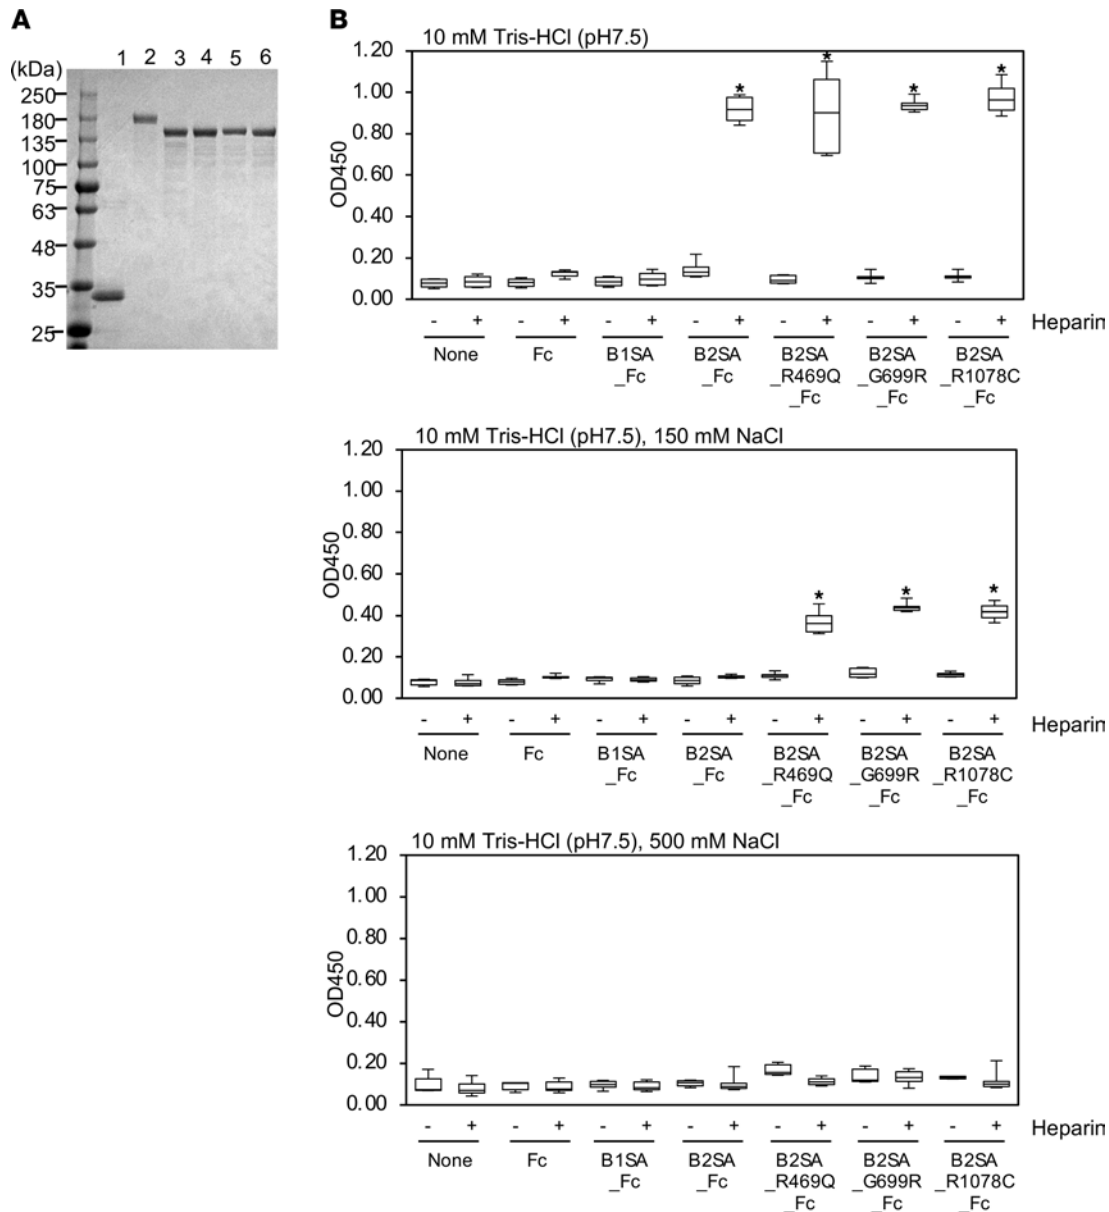 A
B
1 2 3 4 5 6
(kDa)
250
180
135
100
75
63
48
35
25
10 mM Tris-HCl (pH7.5)
1.20
1.00
0.80
0.60
0.40
0.20
0.00
OD450
* * * *
- + - + - + - + - + - + - + Heparin
None Fc B1SA B2SA B2SA B2SA B2SA
_Fc _Fc _R469Q _G699R _R1078C
_Fc _Fc _Fc
10 mM Tris-HCl (pH7.5), 150 mM NaCl
1.20
1.00
0.80
0.60
0.40
0.20
0.00
OD450
* * *
- + - + - + - + - + - + - + Heparin
None Fc B1SA B2SA B2SA B2SA B2SA
_Fc _Fc _R469Q _G699R _R1078C
_Fc _Fc _Fc
10 mM Tris-HCl (pH7.5), 500 mM NaCl
1.20
1.00
0.80
0.60
0.40
0.20
0.00
OD450
- + - + - + - + - + - + - + Heparin
None Fc B1SA B2SA B2SA B2SA B2SA
_Fc _Fc _R469Q _G699R _R1078C
_Fc _Fc _Fc